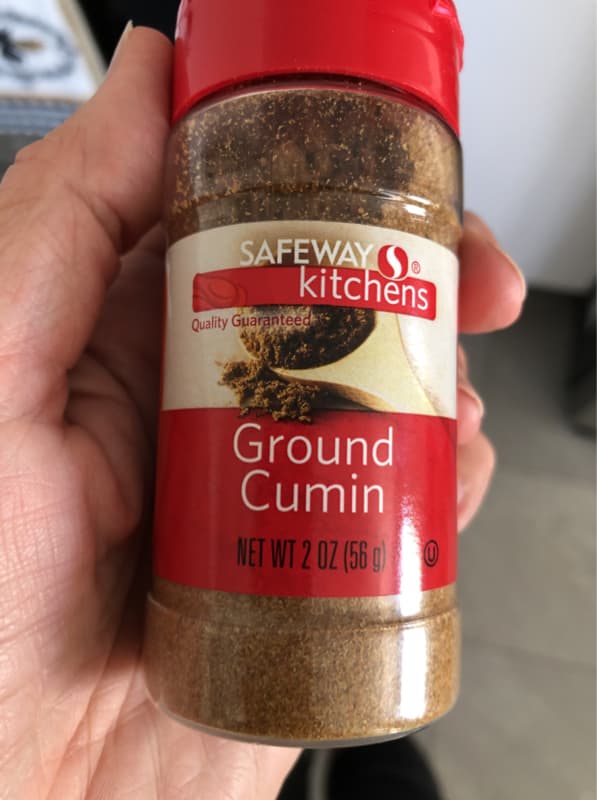 SAFEWAY ®
kitchens
Quality Guaranteed
Ground
Cumin
NET WT 2 OZ (56 g)
U